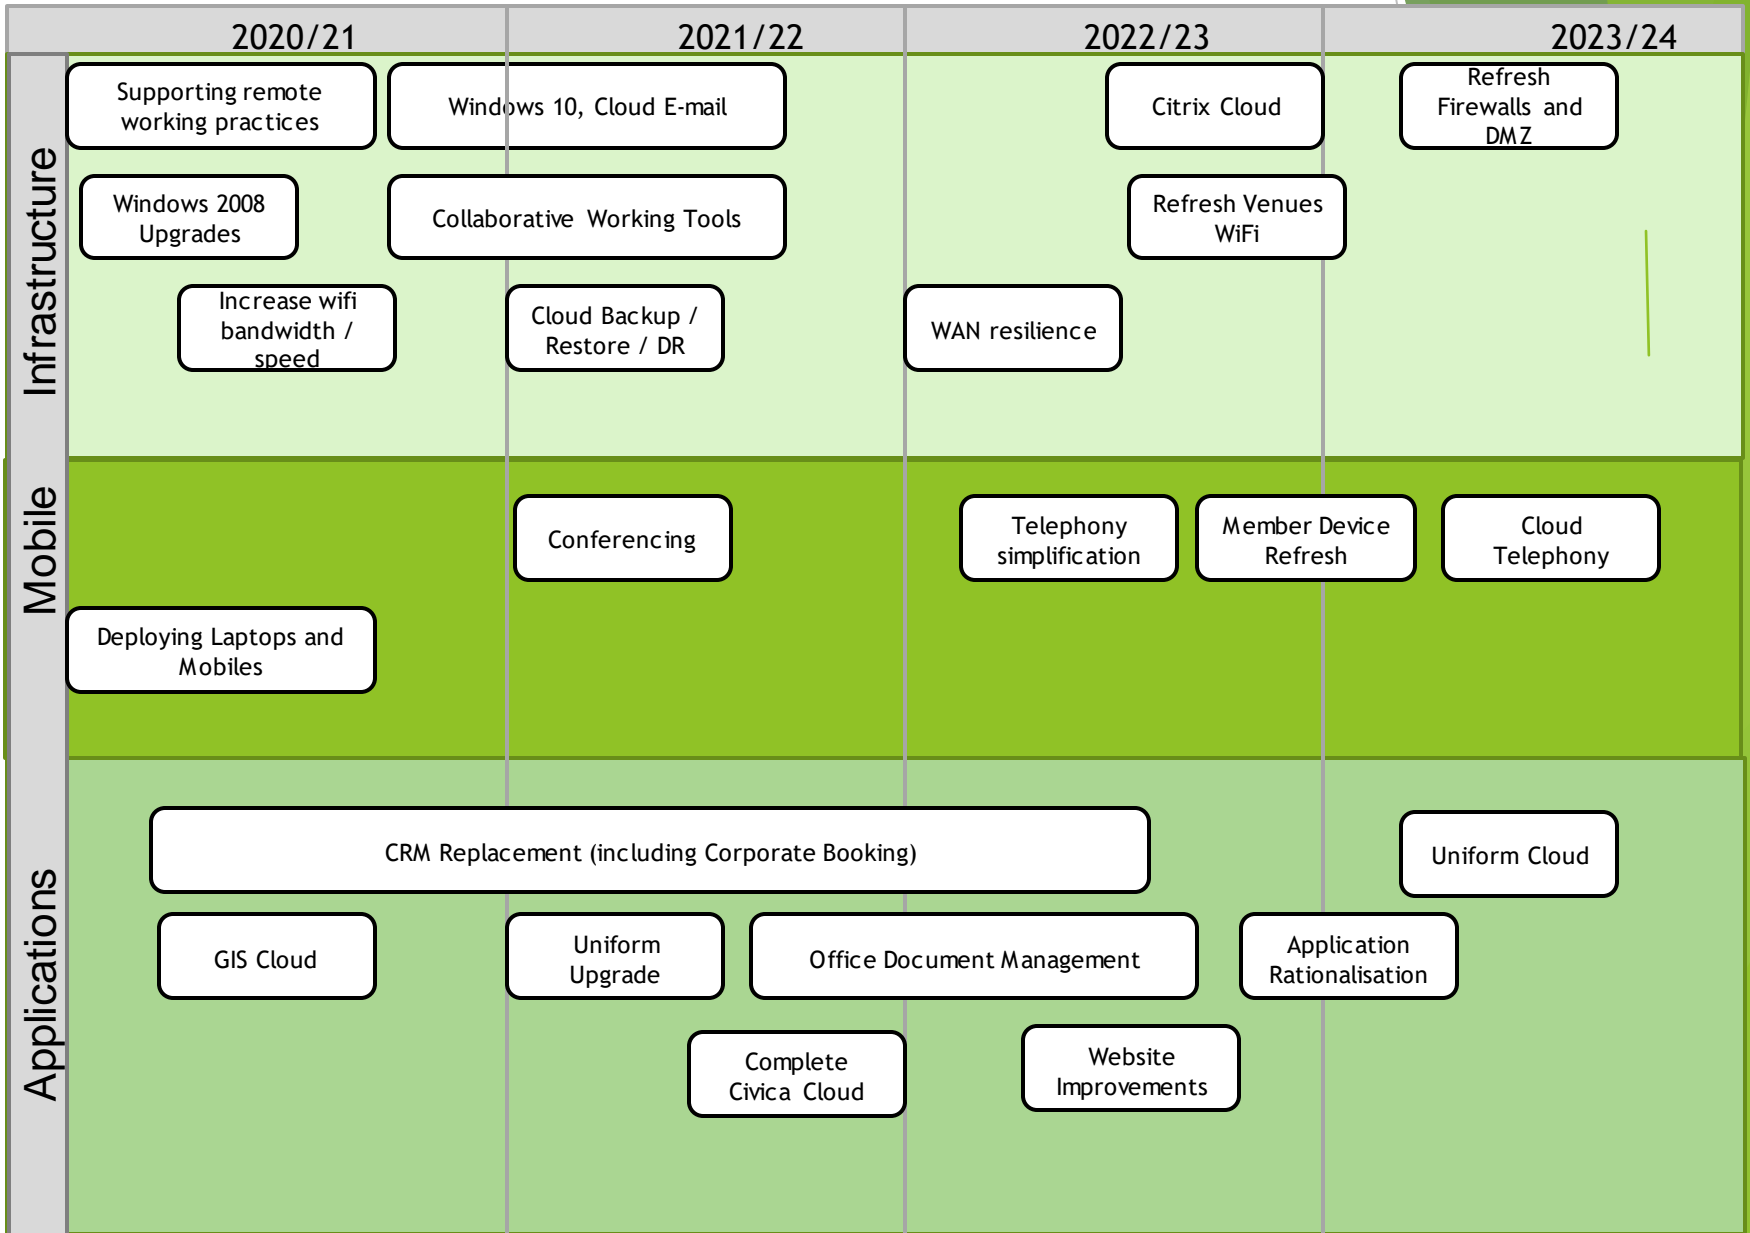 2020/21
2021/22
2022/23
2023/24
Infrastructure
Supporting remote
working practices
Windows 10, Cloud E-mail
Citrix Cloud
Refresh
Firewalls and
DMZ
Windows 2008
Upgrades
Collaborative Working Tools
Refresh Venues
WiFi
Increase wifi
bandwidth /
speed
Cloud Backup /
Restore / DR
WAN resilience
Mobile
Conferencing
Telephony
simplification
Member Device
Refresh
Cloud
Telephony
Deploying Laptops and
Mobiles
Applications
CRM Replacement (including Corporate Booking)
Uniform Cloud
GIS Cloud
Uniform
Upgrade
Office Document Management
Application
Rationalisation
Complete
Civica Cloud
Website
Improvements